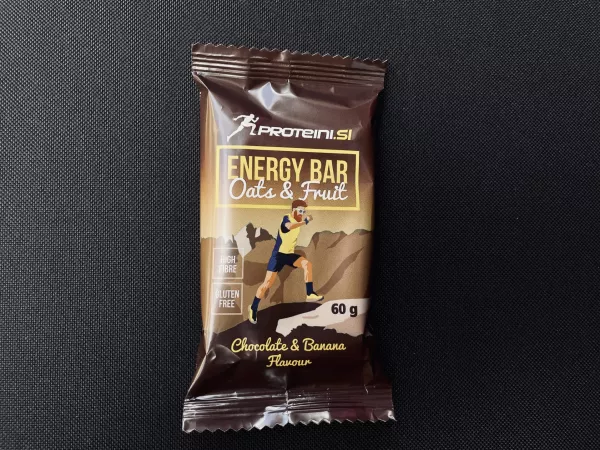 PROTEINI.SI
ENERGY BAR
Oats & Fruit
HIGH
FIBRE
GLUTEN
FREE
60 g
Chocolate & Banana
Flavour